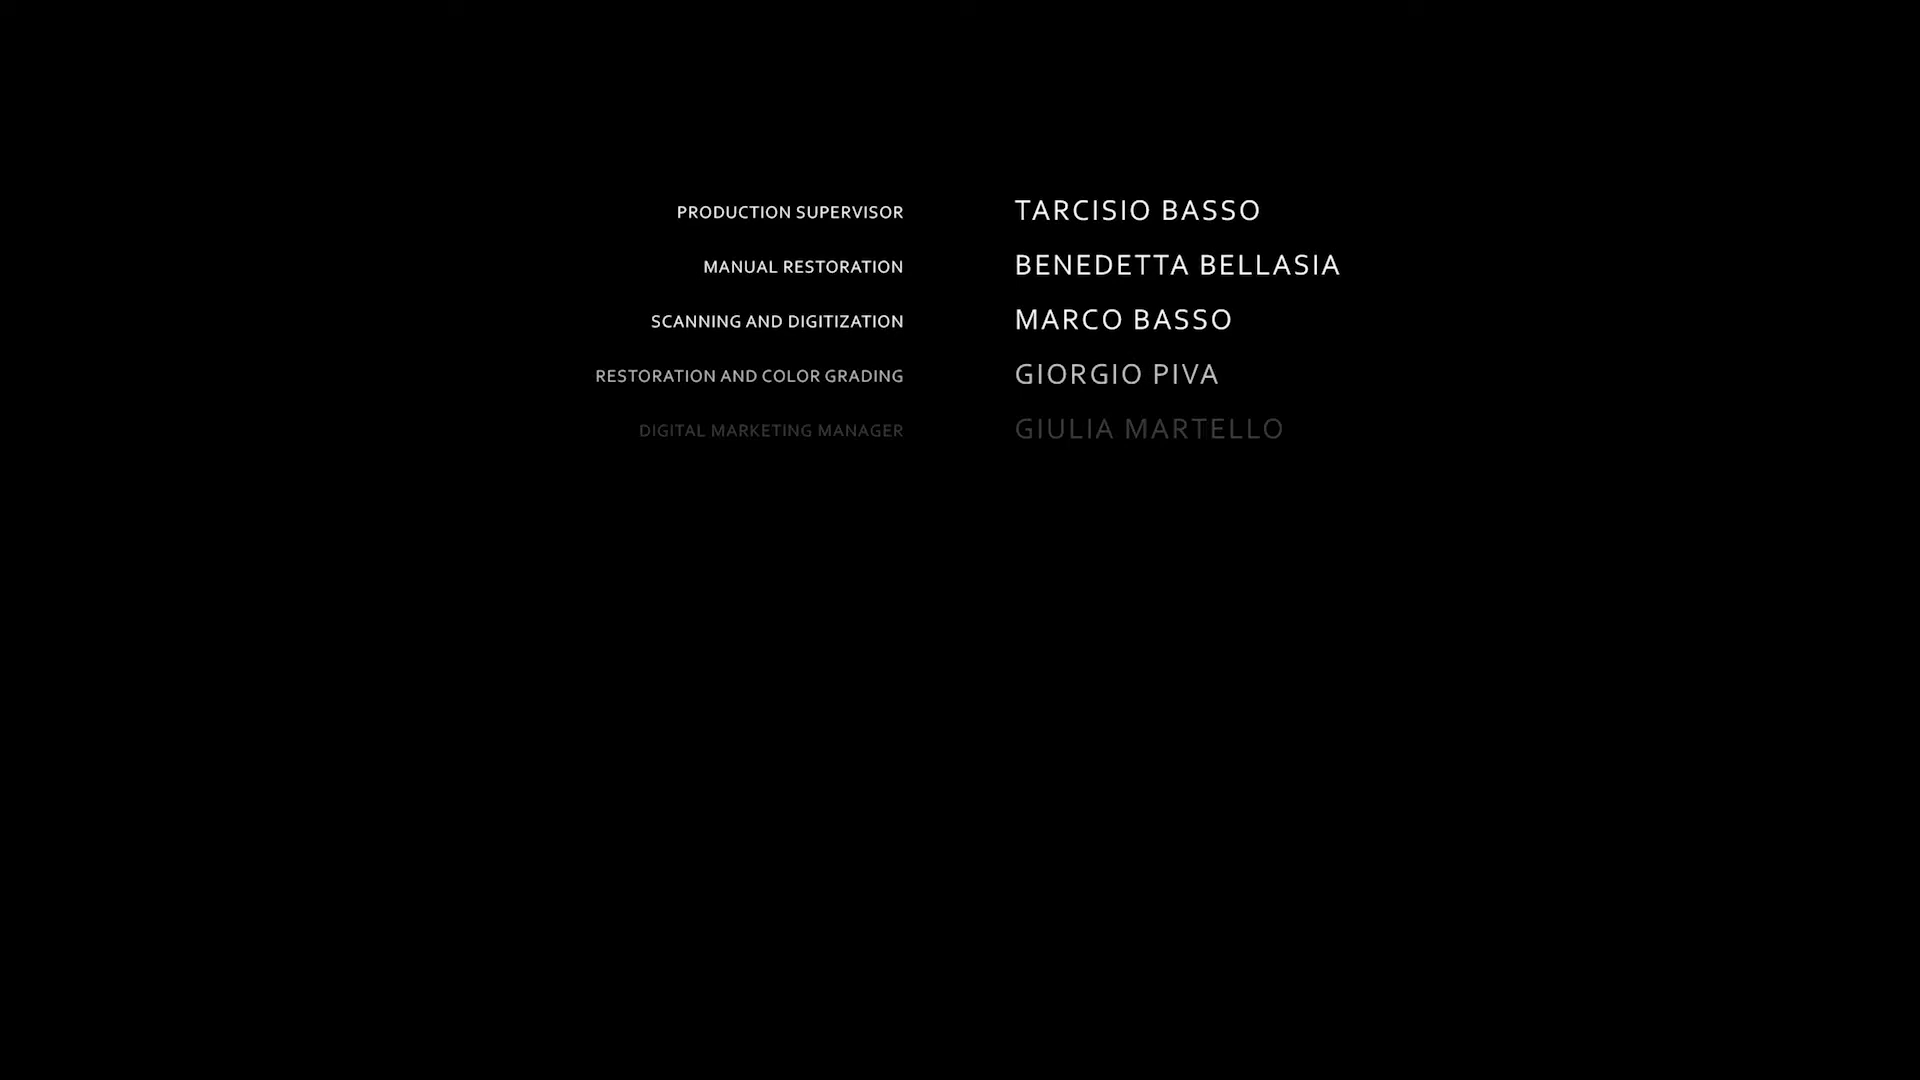 PRODUCTION SUPERVISOR TARCISIO BASSO
MANUAL RESTORATION BENEDETTA BELLASIA
SCANNING AND DIGITIZATION MARCO BASSO
RESTORATION AND COLOR GRADING GIORGIO PIVA
DIGITAL MARKETING MANAGER GIULIA MARTELLO